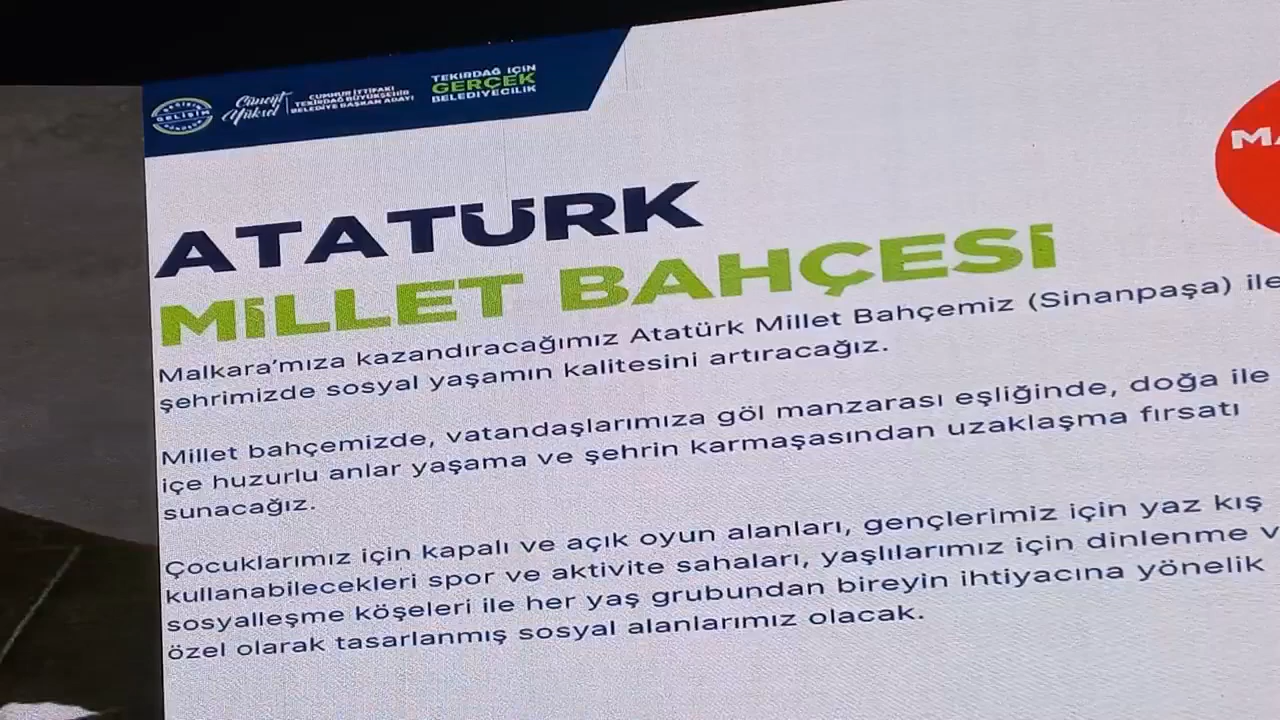 GELİŞİM
Cüneyt
Yüksel
CUMHUR İTTİFAKI
TEKİRDAĞ BÜYÜKŞEHİR
BELEDİYE BAŞKAN ADAYI
TEKİRDAĞ İÇİN
GERÇEK
BELEDİYECİLİK
ATATÜRK
MİLLET BAHÇESİ
Malkara'mıza kazandıracağımız Atatürk Millet Bahçemiz (Sinanpaşa) ile
şehrimizde sosyal yaşamın kalitesini artıracağız.
Millet bahçemizde, vatandaşlarımıza göl manzarası eşliğinde, doğa ile
içe huzurlu anlar yaşama ve şehrin karmaşasından uzaklaşma fırsatı
sunacağız.
Çocuklarımız için kapalı ve açık oyun alanları, gençlerimiz için yaz kış
kullanabilecekleri spor ve aktivite sahaları, yaşlılarımız için dinlenme v
sosyalleşme köşeleri ile her yaş grubundan bireyin ihtiyacına yönelik
özel olarak tasarlanmış sosyal alanlarımız olacak.